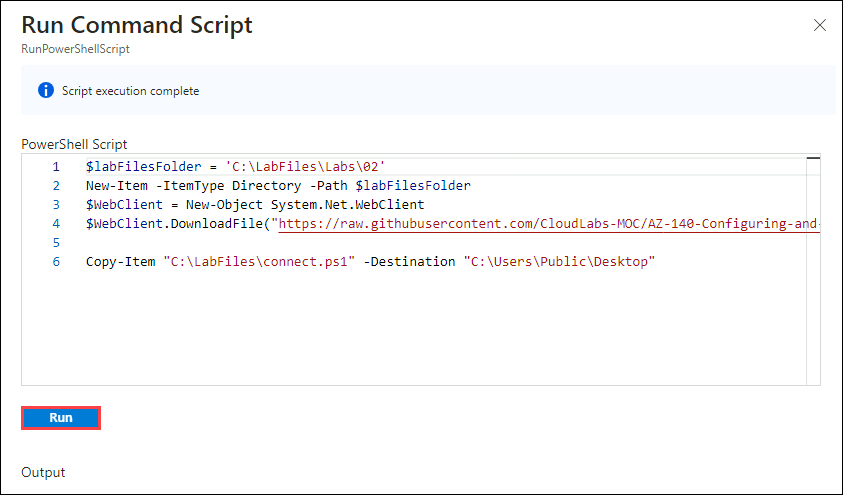 Run Command Script
RunPowerShellScript
Script execution complete
PowerShell Script
1 $labFilesFolder = 'C:\LabFiles\Labs\02'
2 New-Item -ItemType Directory -Path $labFilesFolder
3 $WebClient = New-Object System.Net.WebClient
4 $WebClient.DownloadFile("https://raw.githubusercontent.com/CloudLabs-MOC/AZ-140-Configuring-and-
5
6 Copy-Item "C:\LabFiles\connect.ps1" -Destination "C:\Users\Public\Desktop"
Run
Output